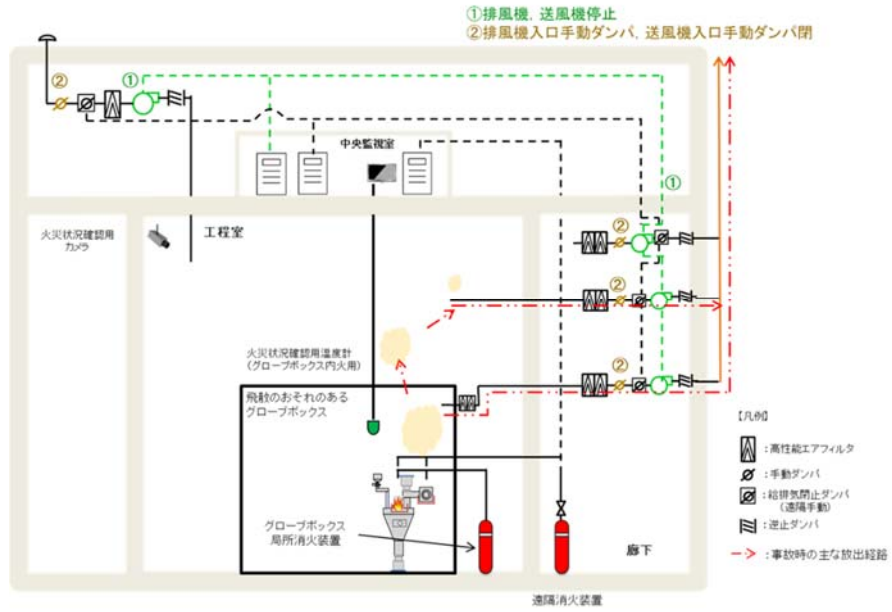 ①排風機，送風機停止
②排風機入口手動ダンパ，送風機入口手動ダンパ閉
②
①
中央監視室
①
火災状況確認用
カメラ
工程室
②
②
火災状況確認用温度計
(グローブボックス内火用)
②
飛散のおそれのある
グローブボックス
【凡例】
：高性能エアフィルタ
：手動ダンパ
：給排気閉止ダンパ
(遠隔手動)
：逆止ダンパ
グローブボックス
局所消火装置
廊下
：事故時の主な放出経路
遠隔消火装置